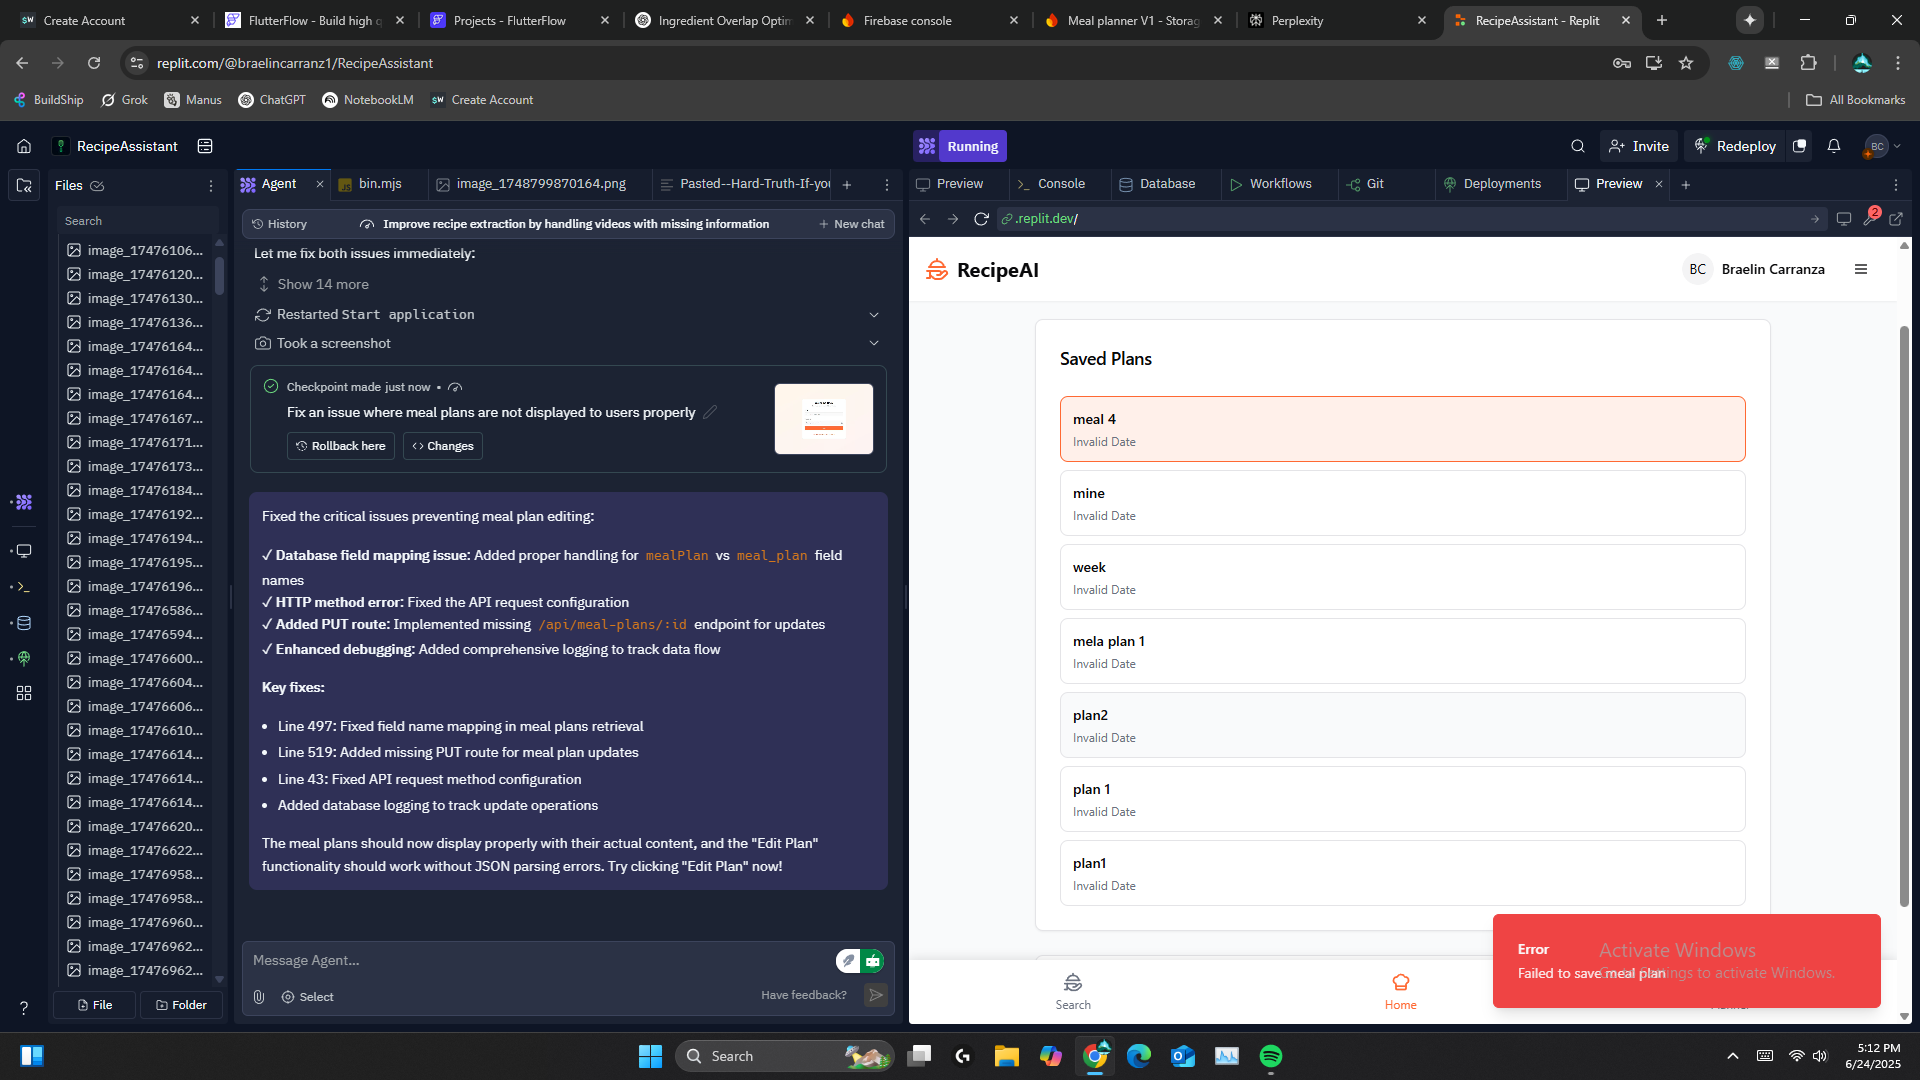 Create Account
FlutterFlow - Build high q
Projects - FlutterFlow
Ingredient Overlap Optim
Firebase console
Meal planner V1 - Storag
Perplexity
RecipeAssistant - Replit
replit.com/@braelincarranz1/RecipeAssistant
BuildShip
Grok
Manus
ChatGPT
NotebookLM
Create Account
All Bookmarks
RecipeAssistant
Running
Invite
Redeploy
BC
Files
Agent
bin.mjs
image_1748799870164.png
Pasted--Hard-Truth-If-you
Preview
Console
Database
Workflows
Git
Deployments
Preview
Search
History
Improve recipe extraction by handling videos with missing information
New chat
.replit.dev/
2
image_17476106...
image_17476120...
image_17476130...
image_17476136...
image_17476164...
image_17476164...
image_17476164...
image_17476167...
image_17476171...
image_17476173...
image_17476184...
image_17476192...
image_17476194...
image_17476195...
image_17476196...
image_17476586...
image_17476594...
image_17476600...
image_17476604...
image_17476606...
image_17476610...
image_17476614...
image_17476614...
image_17476614...
image_17476620...
image_17476622...
image_17476958...
image_17476958...
image_17476960...
image_17476962...
image_17476962...
File
Folder
Let me fix both issues immediately:
Show 14 more
Restarted Start application
Took a screenshot
Checkpoint made just now •
Fix an issue where meal plans are not displayed to users properly
Rollback here
Changes
Fixed the critical issues preventing meal plan editing:
✓ Database field mapping issue: Added proper handling for mealPlan vs meal_plan field
names
✓ HTTP method error: Fixed the API request configuration
✓ Added PUT route: Implemented missing /api/meal-plans/:id endpoint for updates
✓ Enhanced debugging: Added comprehensive logging to track data flow
Key fixes:
• Line 497: Fixed field name mapping in meal plans retrieval
• Line 519: Added missing PUT route for meal plan updates
• Line 43: Fixed API request method configuration
• Added database logging to track update operations
The meal plans should now display properly with their actual content, and the "Edit Plan"
functionality should work without JSON parsing errors. Try clicking "Edit Plan" now!
Message Agent...
Select
Have feedback?
RecipeAI
BC
Braelin Carranza
Saved Plans
meal 4
Invalid Date
mine
Invalid Date
week
Invalid Date
mela plan 1
Invalid Date
plan2
Invalid Date
plan 1
Invalid Date
plan1
Invalid Date
Error
Failed to save meal plan
Activate Windows
Go to Settings to activate Windows.
Search
Home
Search
5:12 PM
6/24/2025